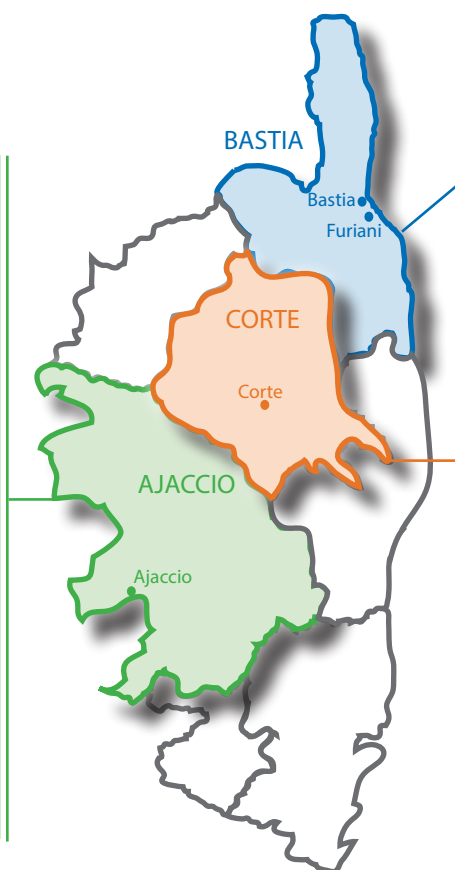 BASTIA
Bastia
Furiani
CORTE
Corte
AJACCIO
Ajaccio